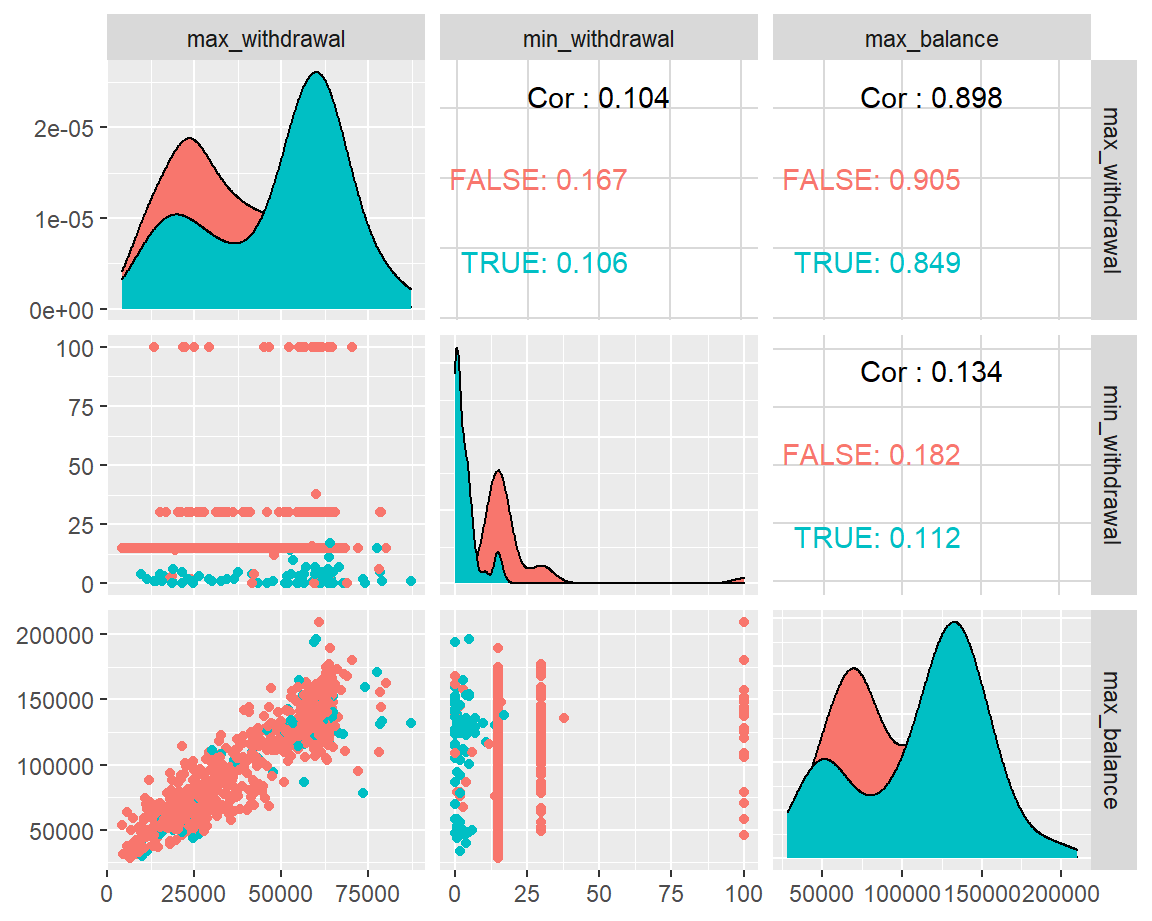 max_withdrawal
min_withdrawal
max_balance
2e-05
1e-05
0e+00
Cor : 0.104
FALSE: 0.167
TRUE: 0.106
Cor : 0.898
FALSE: 0.905
TRUE: 0.849
max_withdrawal
100
75
50
25
0
Cor : 0.134
FALSE: 0.182
TRUE: 0.112
min_withdrawal
200000
150000
100000
50000
max_balance
0 25000 50000 75000
0 25 50 75 100
50000 100000 150000 200000